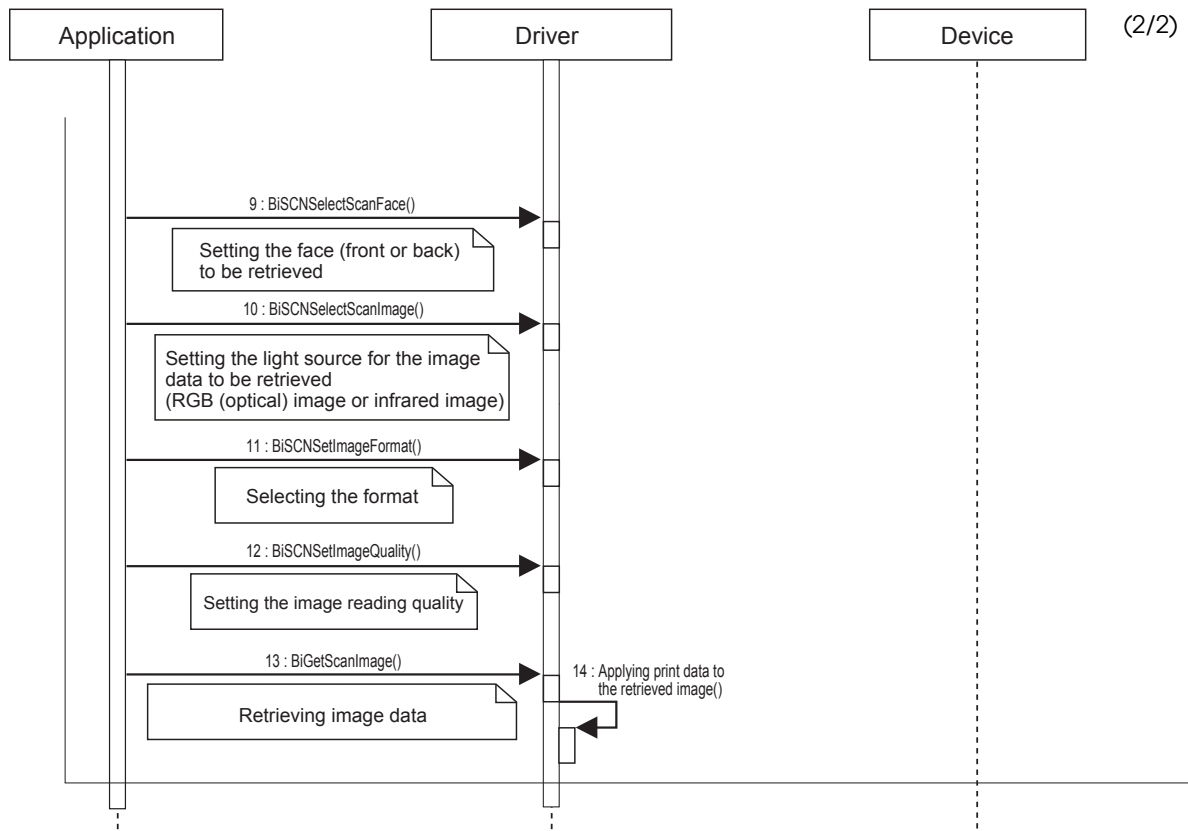 Application
Driver
Device
(2/2)
9 : BiSCNSelectScanFace()
Setting the face (front or back)
to be retrieved
10 : BiSCNSelectScanImage()
Setting the light source for the image
data to be retrieved
(RGB (optical) image or infrared image)
11 : BiSCNSetImageFormat()
Selecting the format
12 : BiSCNSetImageQuality()
Setting the image reading quality
13 : BiGetScanImage()
Retrieving image data
14 : Applying print data to
the retrieved image()